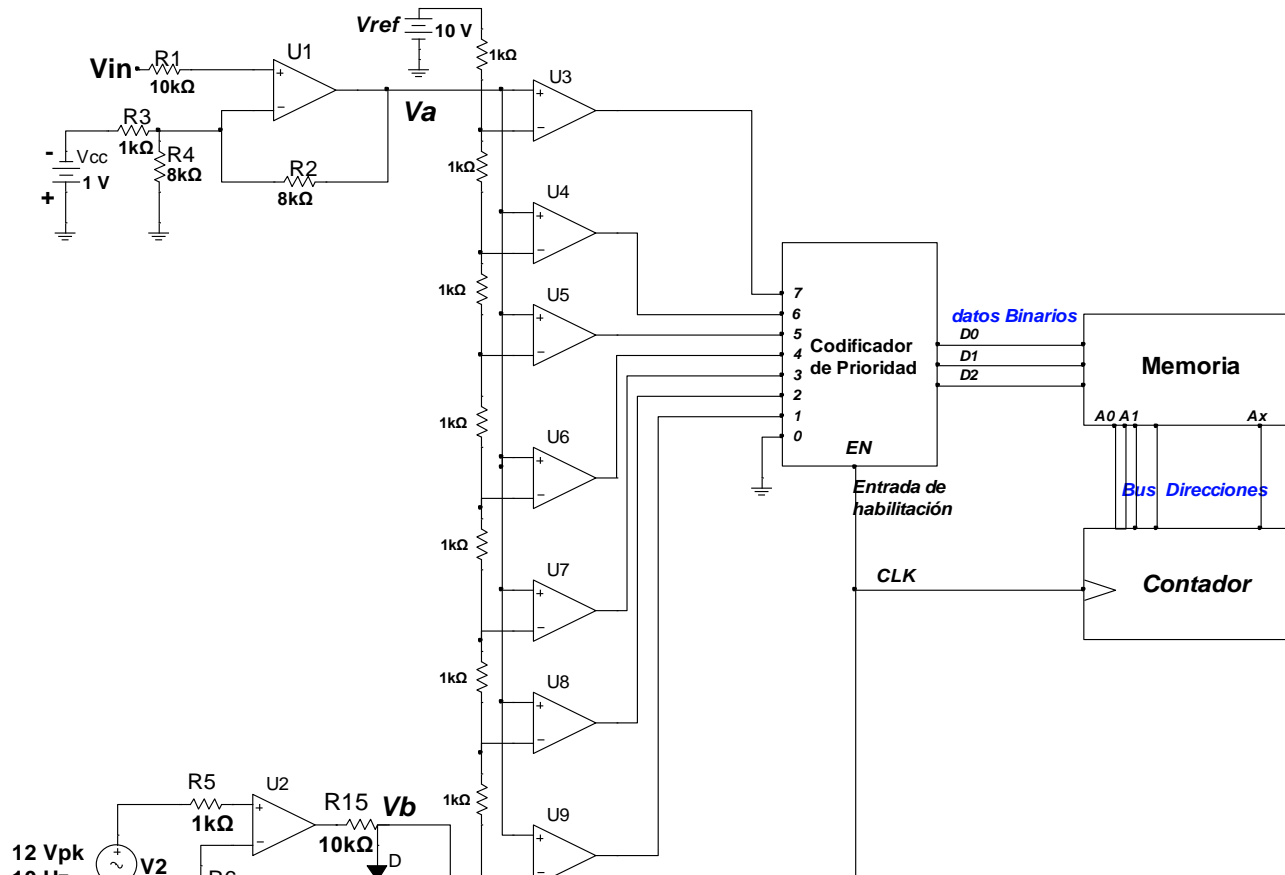 Vref
10 V
1kΩ
Vin
R1
10kΩ
U1
+
−
Va
U3
+
−
R3
1kΩ
-
Vcc
1 V
+
R4
8kΩ
R2
8kΩ
1kΩ
U4
+
−
1kΩ
U5
+
−
1kΩ
U6
+
−
1kΩ
U7
+
−
1kΩ
U8
+
−
1kΩ
U9
+
−
7
6
5
4
3
2
1
0
Codificador
de Prioridad
EN
Entrada de
habilitación
datos Binarios
D0
D1
D2
Memoria
A0 A1 Ax
Bus Direcciones
CLK
Contador
R5
1kΩ
U2
+
−
R15
10kΩ
Vb
D
12 Vpk
+
V2